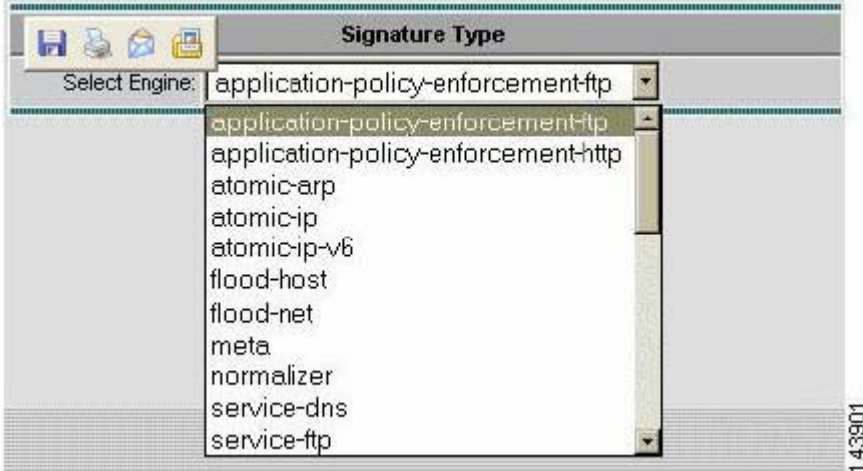 Signature Type
Select Engine: application-policy-enforcement-ftp
application-policy-enforcement-ftp
application-policy-enforcement-http
atomic-arp
atomic-ip
atomic-ip-v6
flood-host
flood-net
meta
normalizer
service-dns
service-ftp
43901